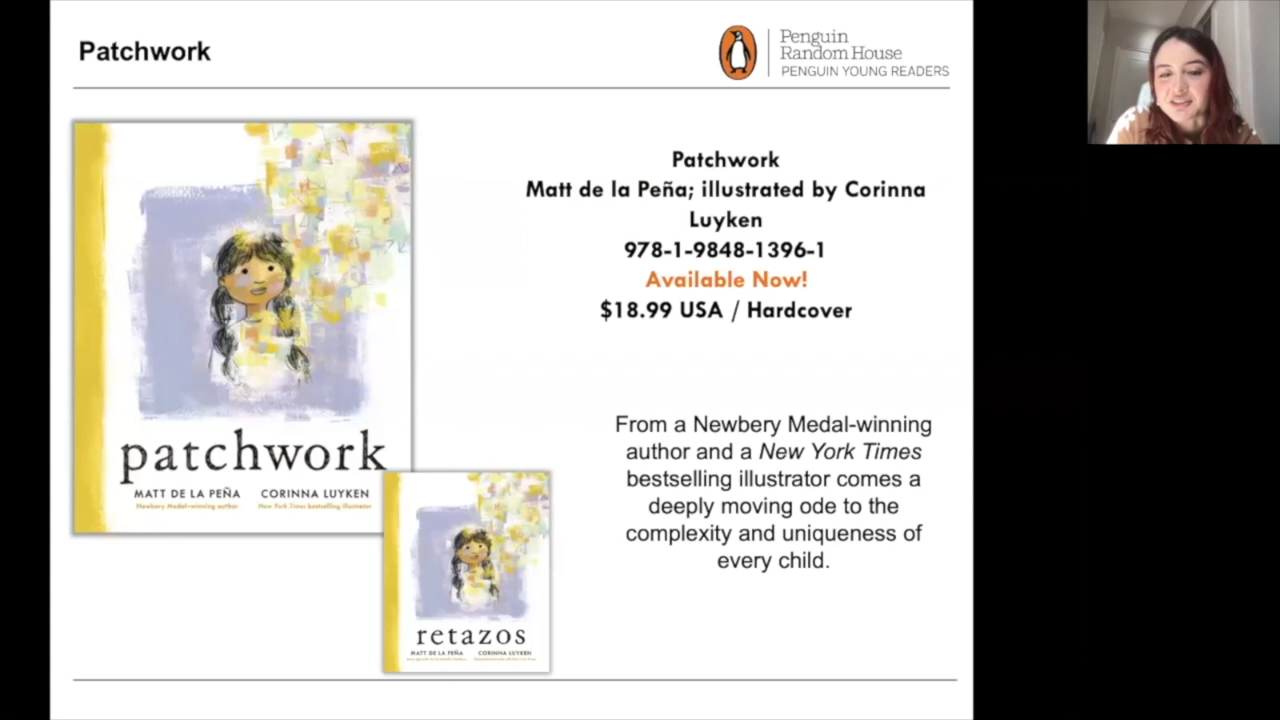 Patchwork
Penguin
Random House
PENGUIN YOUNG READERS
Patchwork
Matt de la Peña; illustrated by Corinna
Luyken
978-1-9848-1396-1
Available Now!
$18.99 USA / Hardcover
From a Newbery Medal-winning
author and a New York Times
bestselling illustrator comes a
deeply moving ode to the
complexity and uniqueness of
every child.
patchwork
MATT DE LA PEÑA CORINNA LUYKEN
Newbery Medal-winning author New York Times bestselling illustrator
retazos
MATT DE LA PEÑA CORINNA LUYKEN